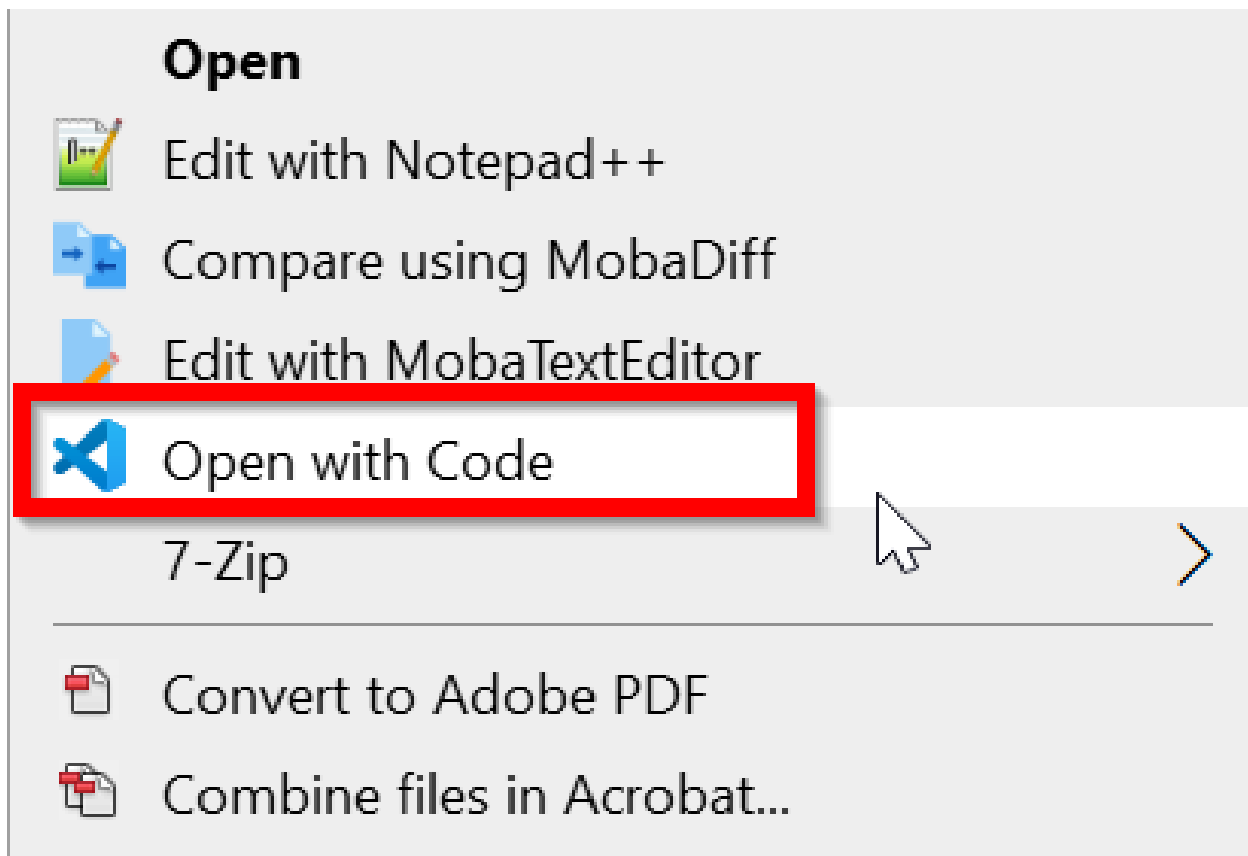 Open
Edit with Notepad++
Compare using MobaDiff
Edit with MobaTextEditor
Open with Code
7-Zip
Convert to Adobe PDF
Combine files in Acrobat...